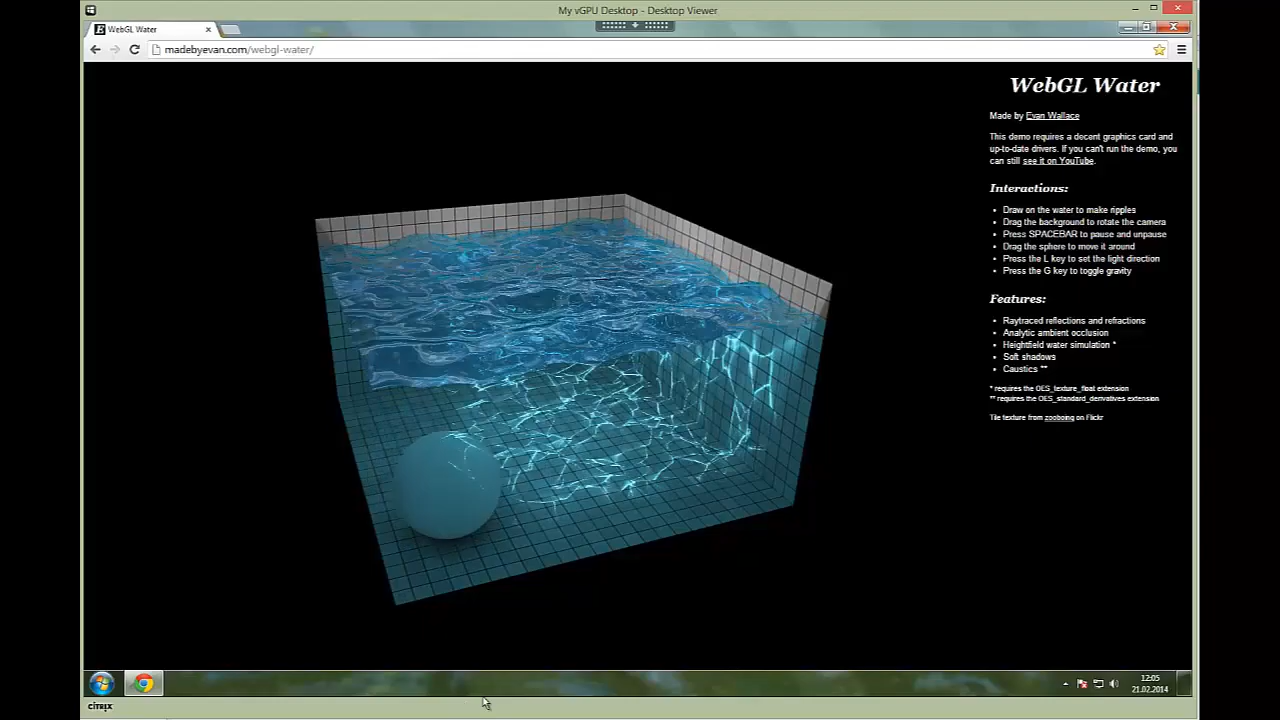 My vGPU Desktop - Desktop Viewer
WebGL Water
madebyevan.com/webgl-water/
WebGL Water
Made by Evan Wallace
This demo requires a decent graphics card and
up-to-date drivers. If you can't run the demo, you
can still see it on YouTube.
Interactions:
• Draw on the water to make ripples
• Drag the background to rotate the camera
• Press SPACEBAR to pause and unpause
• Drag the sphere to move it around
• Press the L key to set the light direction
• Press the G key to toggle gravity
Features:
• Raytraced reflections and refractions
• Analytic ambient occlusion
• Heightfield water simulation *
• Soft shadows
• Caustics **
* requires the OES_texture_float extension
** requires the OES_standard_derivatives extension
Tile texture from zooboing on Flickr
12:05
21.02.2014
CİTRIX